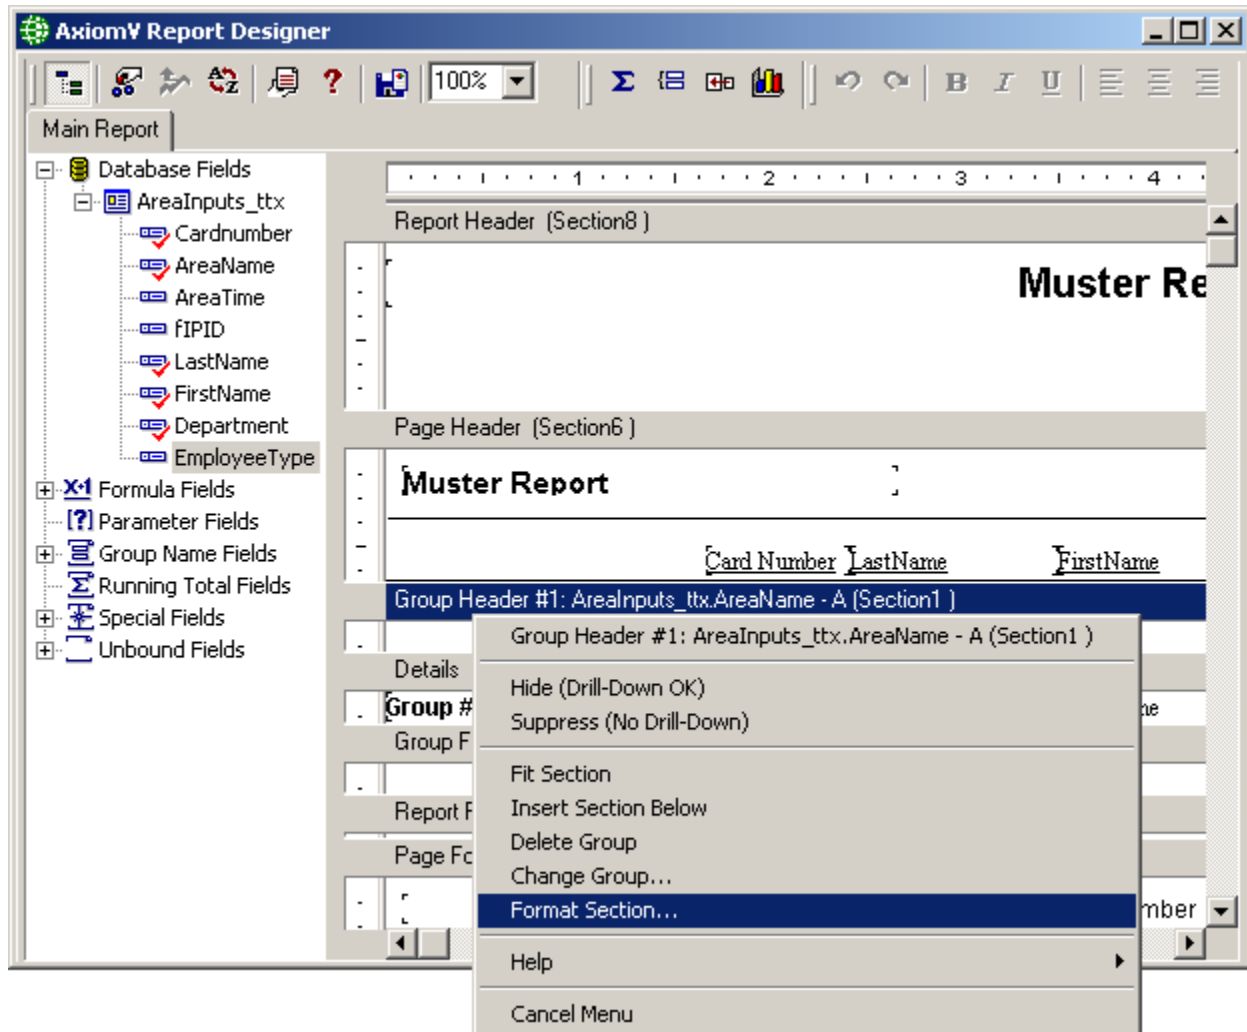 AxiomV Report Designer
100%
B I U
Main Report
Database Fields
AreaInputs_ttx
Cardnumber
AreaName
AreaTime
fIPID
LastName
FirstName
Department
EmployeeType
Formula Fields
Parameter Fields
Group Name Fields
Running Total Fields
Special Fields
Unbound Fields
1 2 3 4
Report Header (Section8 )
Muster Re
Page Header (Section6 )
Muster Report
Card Number LastName FirstName
Group Header #1: AreaInputs_ttx.AreaName - A (Section1 )
Details
Group #
Group F
Report F
Page Fo
mber
Group Header #1: AreaInputs_ttx.AreaName - A (Section1 )
Hide (Drill-Down OK)
Suppress (No Drill-Down)
Fit Section
Insert Section Below
Delete Group
Change Group...
Format Section...
Help
Cancel Menu